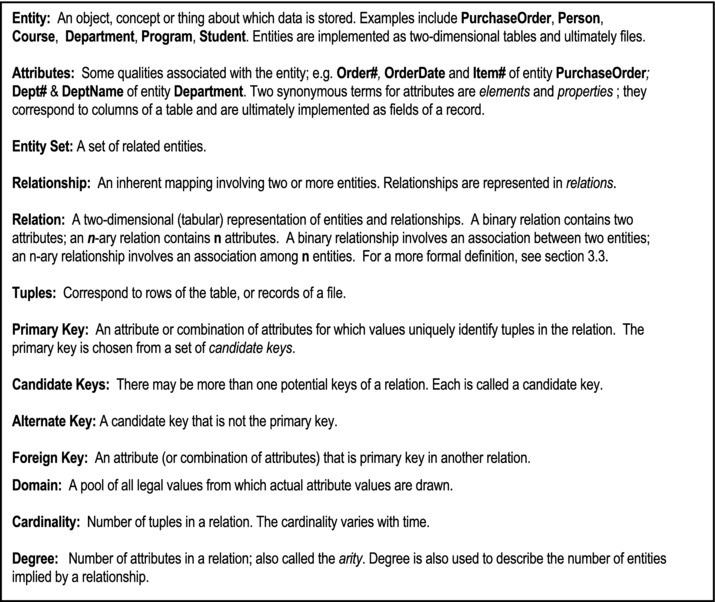 Entity: An object, concept or thing about which data is stored. Examples include PurchaseOrder, Person,
Course, Department, Program, Student. Entities are implemented as two-dimensional tables and ultimately files.
Attributes: Some qualities associated with the entity; e.g. Order#, OrderDate and Item# of entity PurchaseOrder;
Dept# & DeptName of entity Department. Two synonymous terms for attributes are elements and properties ; they
correspond to columns of a table and are ultimately implemented as fields of a record.
Entity Set: A set of related entities.
Relationship: An inherent mapping involving two or more entities. Relationships are represented in relations.
Relation: A two-dimensional (tabular) representation of entities and relationships. A binary relation contains two
attributes; an n-ary relation contains n attributes. A binary relationship involves an association between two entities;
an n-ary relationship involves an association among n entities. For a more formal definition, see section 3.3.
Tuples: Correspond to rows of the table, or records of a file.
Primary Key: An attribute or combination of attributes for which values uniquely identify tuples in the relation. The
primary key is chosen from a set of candidate keys.
Candidate Keys: There may be more than one potential keys of a relation. Each is called a candidate key.
Alternate Key: A candidate key that is not the primary key.
Foreign Key: An attribute (or combination of attributes) that is primary key in another relation.
Domain: A pool of all legal values from which actual attribute values are drawn.
Cardinality: Number of tuples in a relation. The cardinality varies with time.
Degree: Number of attributes in a relation; also called the arity. Degree is also used to describe the number of entities
implied by a relationship.